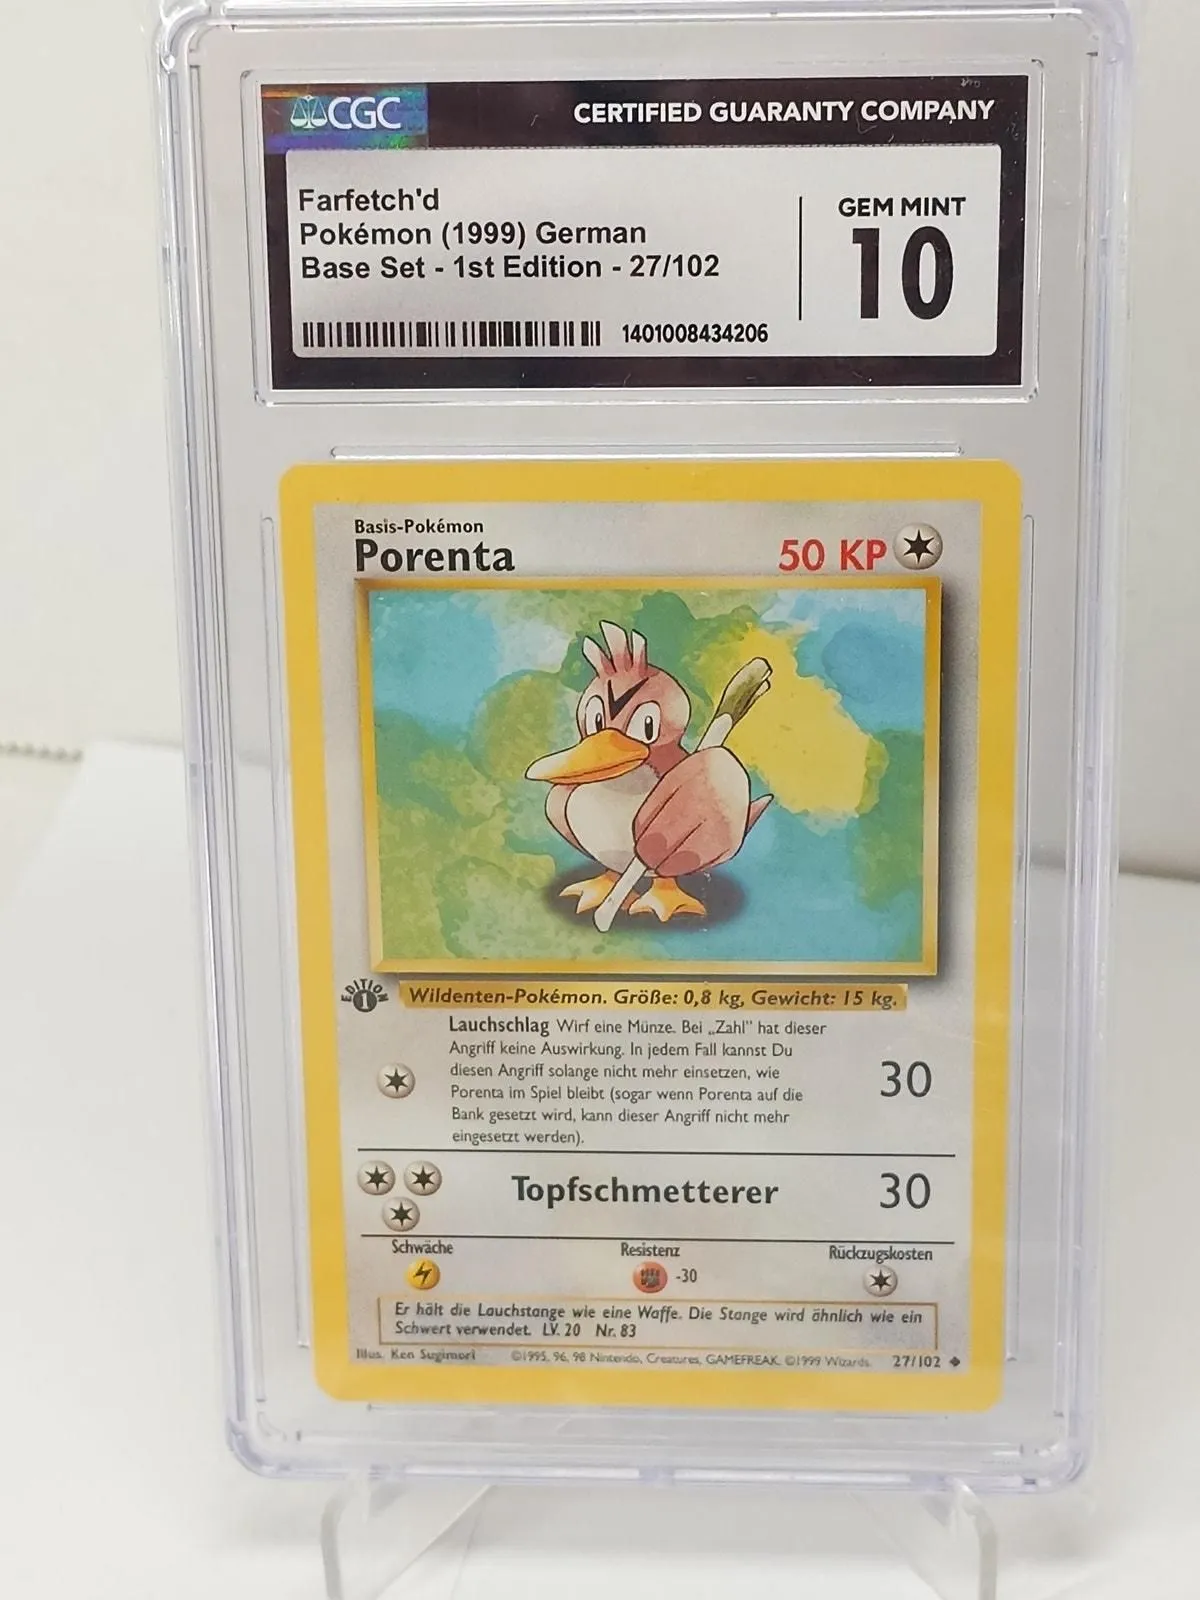 CGC
CERTIFIED GUARANTY COMPANY
Farfetch'd
Pokémon (1999) German
Base Set - 1st Edition - 27/102
1401008434206
GEM MINT
10
Basis-Pokémon
Porenta
50 KP
EDITION
1
Wildenten-Pokémon. Größe: 0,8 kg, Gewicht: 15 kg.
Lauchschlag Wirf eine Münze. Bei „Zahl" hat dieser
Angriff keine Auswirkung. In jedem Fall kannst Du
diesen Angriff solange nicht mehr einsetzen, wie
Porenta im Spiel bleibt (sogar wenn Porenta auf die
Bank gesetzt wird, kann dieser Angriff nicht mehr
eingesetzt werden).
30
Topfschmetterer
30
Schwäche
Resistenz
Rückzugskosten
-30
Er hält die Lauchstange wie eine Waffe. Die Stange wird ähnlich wie ein
Schwert verwendet. LV. 20 Nr. 83
Illus. Ken Sugimori ©1995, 96, 98 Nintendo, Creatures, GAMEFREAK. ©1999 Wizards. 27/102